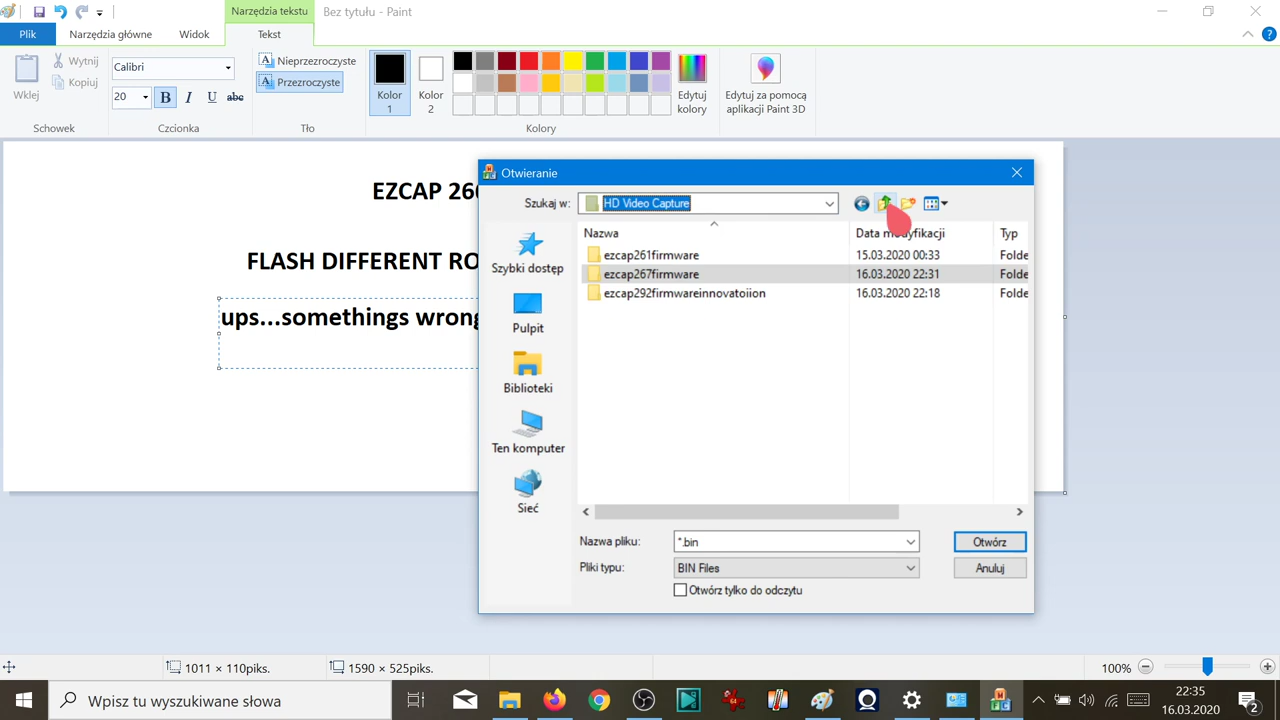 Narzędzia tekstu
Bez tytułu - Paint
Plik
Narzędzia główne
Widok
Tekst
Wklej
Wytnij
Kopiuj
Schowek
Calibri
20
B
I
U
abc
Czcionka
Nieprzezroczyste
Przezroczyste
Tło
Kolor
1
Kolor
2
Edytuj
kolory
Kolory
Edytuj za pomocą
aplikacji Paint 3D
EZCAP 26
FLASH DIFFERENT RO
ups...somethings wrong
Otwieranie
Szukaj w:
HD Video Capture
Szybki dostęp
Pulpit
Biblioteki
Ten komputer
Sieć
Nazwa
Data modyfikacji
Typ
ezcap261firmware
15.03.2020 00:33
Folde
ezcap267firmware
16.03.2020 22:31
Folde
ezcap292firmwareinnovatoiion
16.03.2020 22:18
Folde
Nazwa pliku:
*.bin
Otwórz
Pliki typu:
BIN Files
Anuluj
Otwórz tylko do odczytu
1011 × 110piks.
1590 × 525piks.
100%
Wpisz tu wyszukiwane słowa
22:35
16.03.2020
2